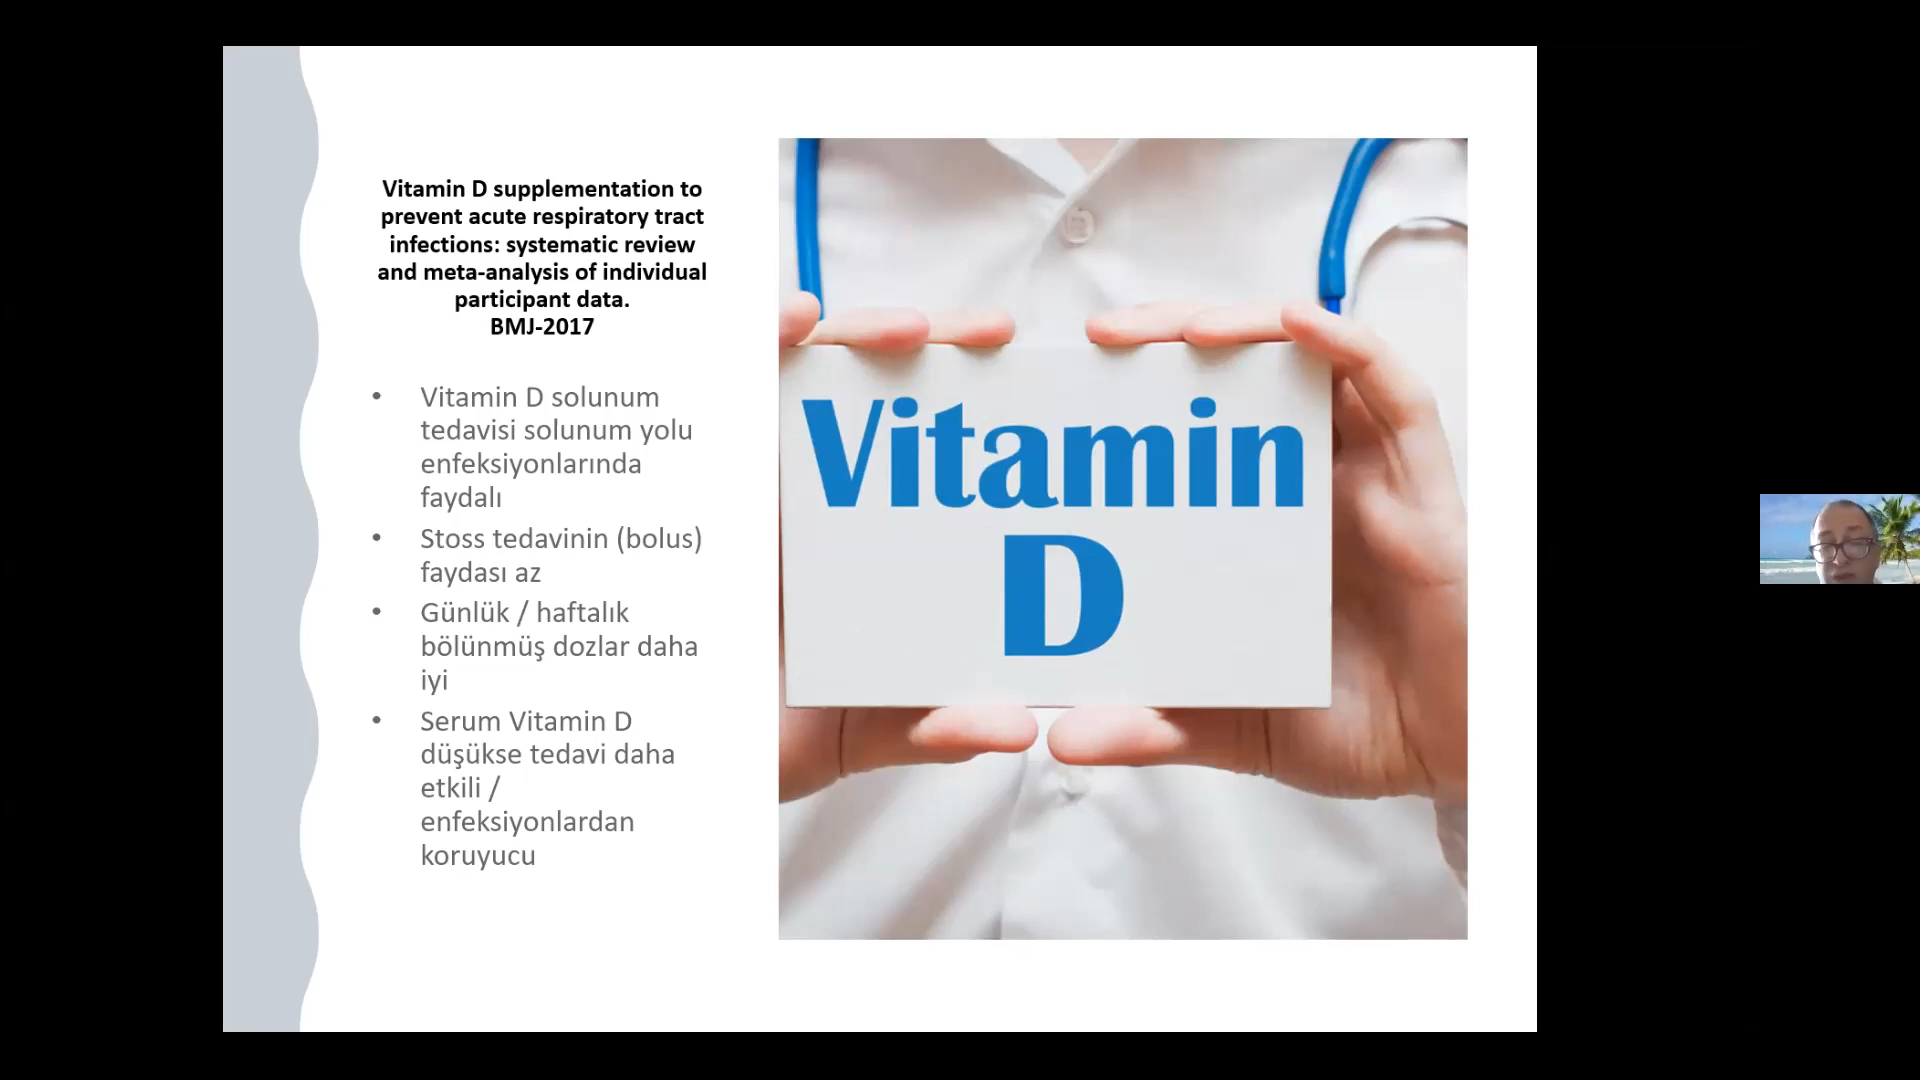 Vitamin D supplementation to
prevent acute respiratory tract
infections: systematic review
and meta-analysis of individual
participant data.
BMJ-2017
• Vitamin D solunum
tedavisi solunum yolu
enfeksiyonlarında
faydalı
• Stoss tedavinin (bolus)
faydası az
• Günlük / haftalık
bölünmüş dozlar daha
iyi
• Serum Vitamin D
düşükse tedavi daha
etkili /
enfeksiyonlardan
koruyucu
Vitamin
D